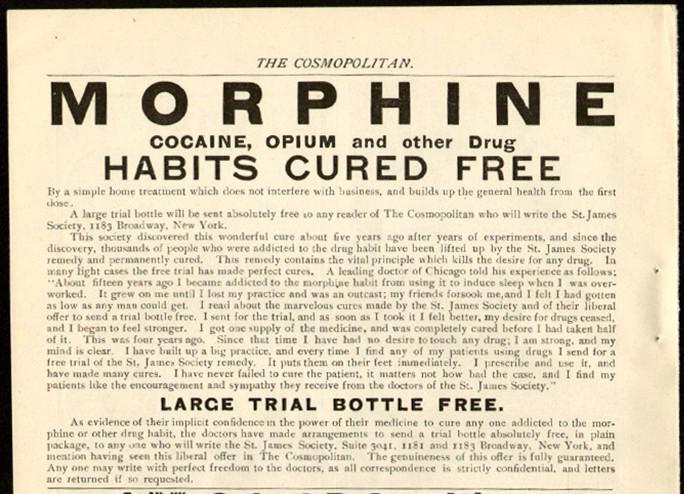 THE COSMOPOLITAN.
MORPHINE
COCAINE, OPIUM and other Drug
HABITS CURED FREE
By a simple home treatment which does not interfere with business, and builds up the general health from the first
dose.
A large trial bottle will be sent absolutely free to any reader of The Cosmopolitan who will write the St. James
Society, 1183 Broadway, New York.
This society discovered this wonderful cure about five years ago after years of experiments, and since the
discovery, thousands of people who were addicted to the drug habit have been lifted up by the St. James Society
remedy and permanently cured. This remedy contains the vital principle which kills the desire for any drug. In
many light cases the free trial has made perfect cures. A leading doctor of Chicago told his experience as follows:
"About fifteen years ago I became addicted to the morphine habit from using it to induce sleep when I was over-
worked. It grew on me until I lost my practice and was an outcast; my friends forsook me, and I felt I had gotten
as low as any man could get. I read about the marvelous cures made by the St. James Society and of their liberal
offer to send a trial bottle free. I sent for the trial, and as soon as I took it I felt better, my desire for drugs ceased,
and I began to feel stronger. I got one supply of the medicine, and was completely cured before I had taken half
of it. This was four years ago. Since that time I have had no desire to touch any drug; I am strong, and my
mind is clear. I have built up a big practice, and every time I find any of my patients using drugs I send for a
free trial of the St, James Society remedy. It puts them on their feet immediately. I prescribe and use it, and
have made many cures. I have never failed to cure the patient, it matters not how bad the case, and I find my
patients like the encouragement and sympathy they receive from the doctors of the St. James Society."
LARGE TRIAL BOTTLE FREE.
As evidence of their implicit confidence in the power of their medicine to cure any one addicted to the mor-
phine or other drug habit, the doctors have made arrangements to send a trial bottle absolutely free, in plain
package, to any one who will write the St. James Society, Suite 3041, 1181 and 1183 Broadway, New York, and
mention having seen this liberal offer in The Cosmopolitan. The genuineness of this offer is fully guaranteed.
Any one may write with perfect freedom to the doctors, as all correspondence is strictly confidential, and letters
are returned if so requested.